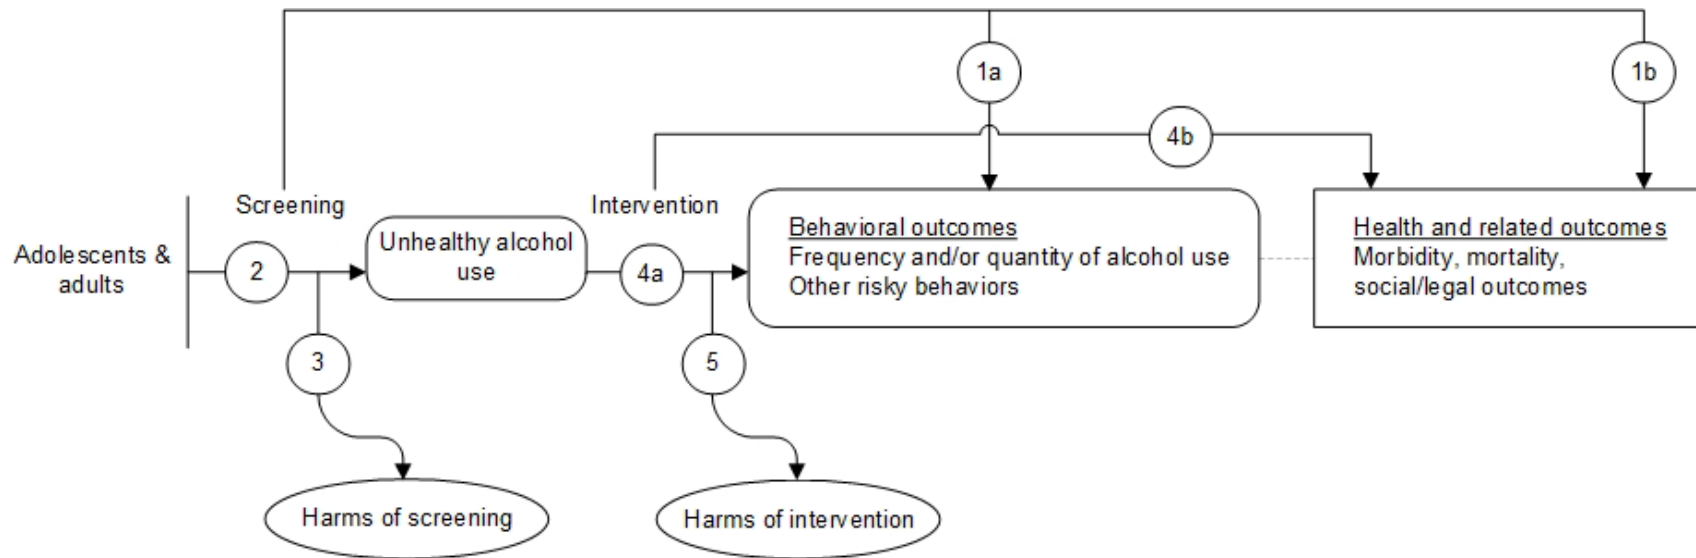 1a
1b
4b
Screening
Intervention
Adolescents &
adults
2
Unhealthy alcohol
use
4a
Behavioral outcomes
Frequency and/or quantity of alcohol use
Other risky behaviors
Health and related outcomes
Morbidity, mortality,
social/legal outcomes
3
5
Harms of screening
Harms of intervention